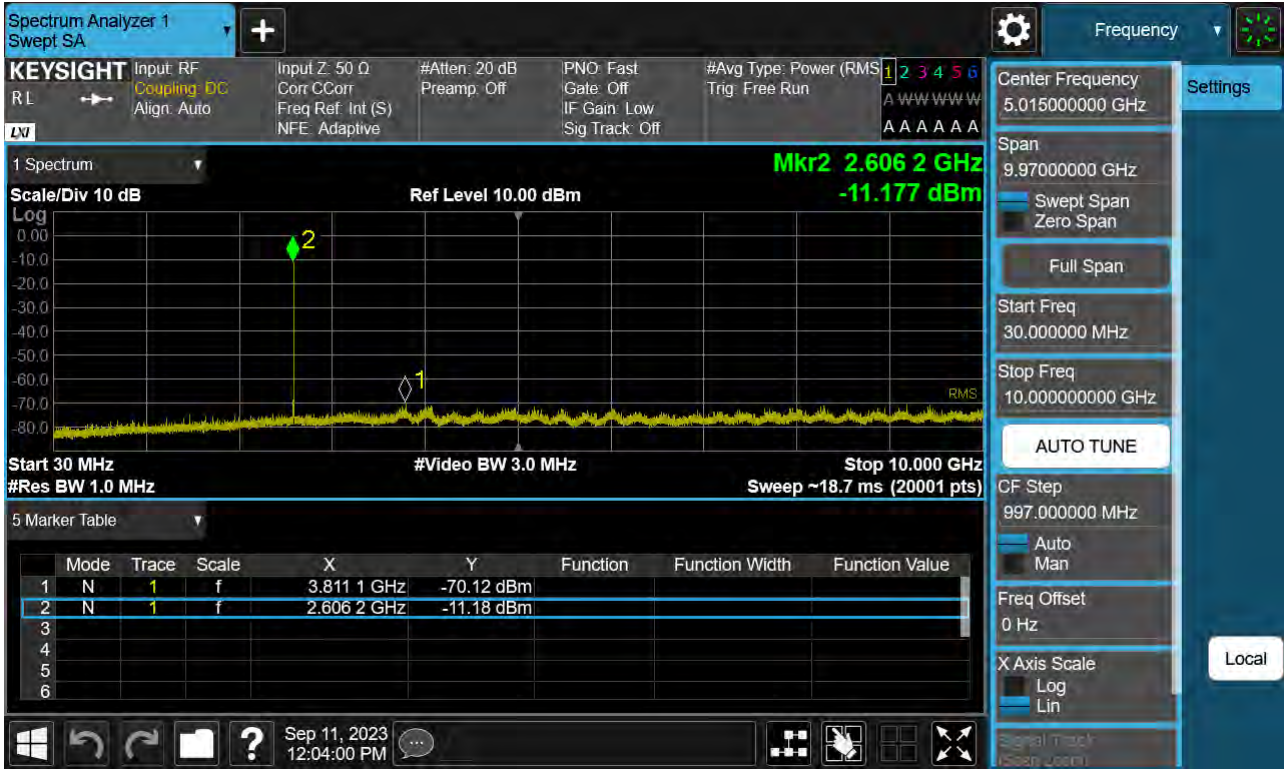 Spectrum Analyzer 1
Swept SA
Frequency
KEYSIGHT
RL
LXI
Input: RF
Coupling: DC
Align: Auto
Input Z: 50 Ω
Corr CCorr
Freq Ref: Int (S)
NFE: Adaptive
#Atten: 20 dB
Preamp: Off
PNO: Fast
Gate: Off
IF Gain: Low
Sig Track: Off
#Avg Type: Power (RMS
Trig: Free Run
1 2 3 4 5 6
A W W W W W
A A A A A A
1 Spectrum
Scale/Div 10 dB
Ref Level 10.00 dBm
Mkr2 2.606 2 GHz
-11.177 dBm
Log
0.00
-10.0
-20.0
-30.0
-40.0
-50.0
-60.0
-70.0
-80.0
2
1
RMS
Start 30 MHz
#Video BW 3.0 MHz
Stop 10.000 GHz
#Res BW 1.0 MHz
Sweep ~18.7 ms (20001 pts)
5 Marker Table
Mode Trace Scale X Y Function Function Width Function Value
1 N 1 f 3.811 1 GHz -70.12 dBm
2 N 1 f 2.606 2 GHz -11.18 dBm
3
4
5
6
Sep 11, 2023
12:04:00 PM
Center Frequency
5.015000000 GHz
Settings
Span
9.97000000 GHz
Swept Span
Zero Span
Full Span
Start Freq
30.000000 MHz
Stop Freq
10.000000000 GHz
AUTO TUNE
CF Step
997.000000 MHz
Auto
Man
Freq Offset
0 Hz
X Axis Scale
Log
Lin
Local
Signal Track
(Span Zoom)